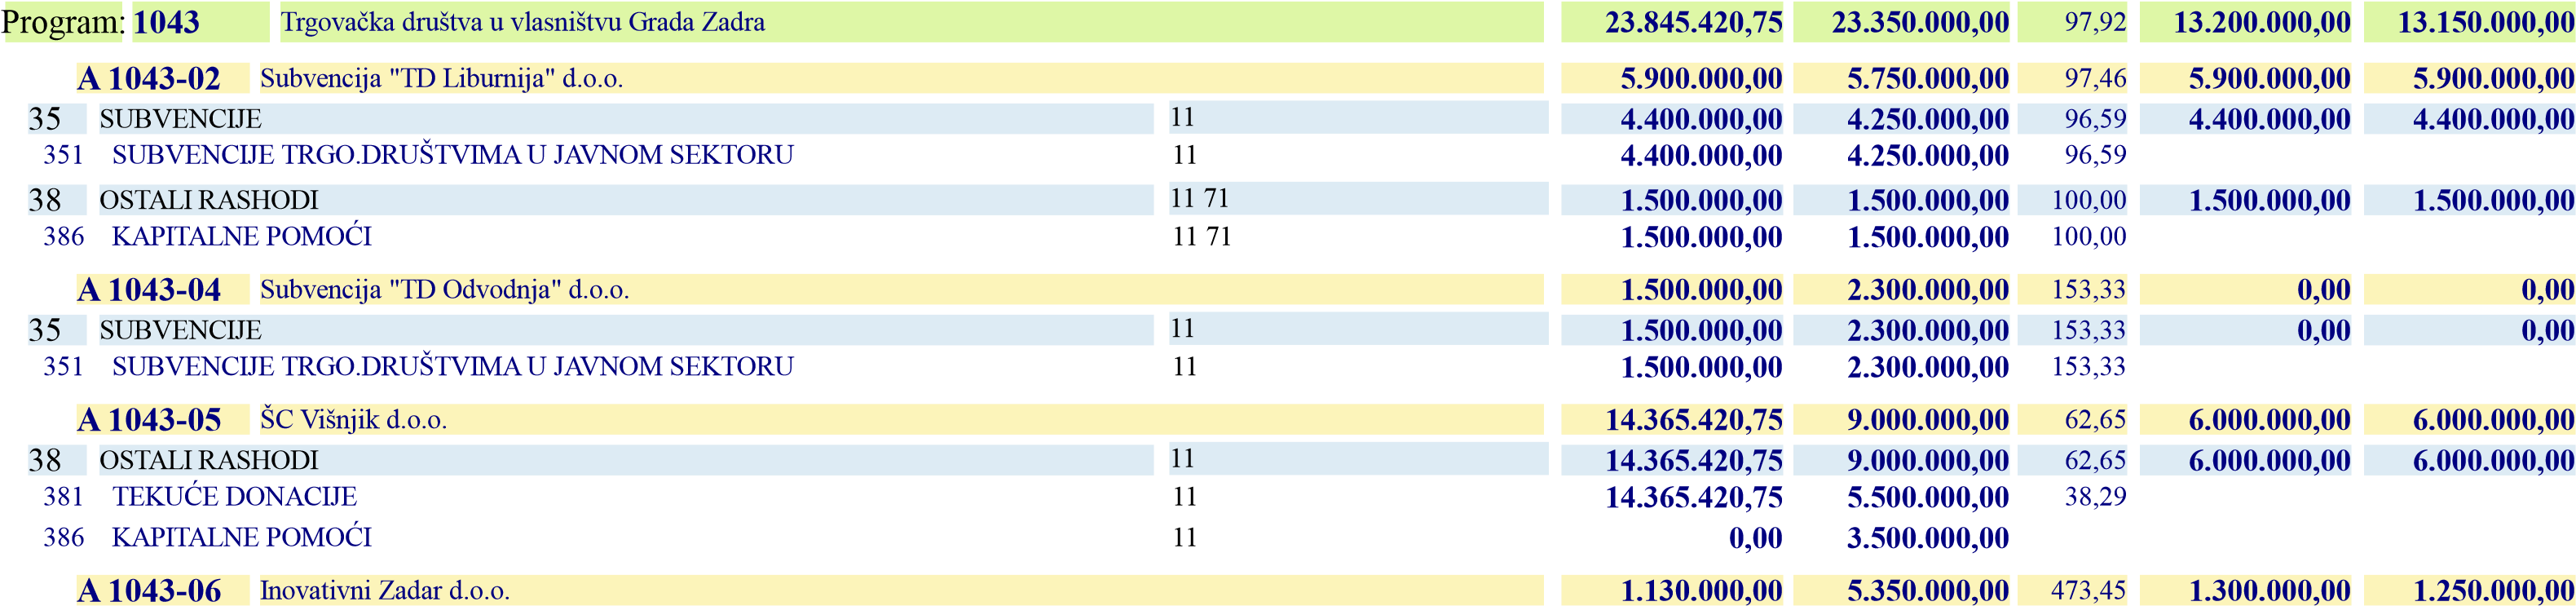 Program: 1043 Trgovačka društva u vlasništvu Grada Zadra 23.845.420,75 23.350.000,00 97,92 13.200.000,00 13.150.000,00
A 1043-02 Subvencija "TD Liburnija" d.o.o. 5.900.000,00 5.750.000,00 97,46 5.900.000,00 5.900.000,00
35 SUBVENCIJE 11 4.400.000,00 4.250.000,00 96,59 4.400.000,00 4.400.000,00
351 SUBVENCIJE TRGO.DRUŠTVIMA U JAVNOM SEKTORU 11 4.400.000,00 4.250.000,00 96,59
38 OSTALI RASHODI 11 71 1.500.000,00 1.500.000,00 100,00 1.500.000,00 1.500.000,00
386 KAPITALNE POMOĆI 11 71 1.500.000,00 1.500.000,00 100,00
A 1043-04 Subvencija "TD Odvodnja" d.o.o. 1.500.000,00 2.300.000,00 153,33 0,00 0,00
35 SUBVENCIJE 11 1.500.000,00 2.300.000,00 153,33 0,00 0,00
351 SUBVENCIJE TRGO.DRUŠTVIMA U JAVNOM SEKTORU 11 1.500.000,00 2.300.000,00 153,33
A 1043-05 ŠC Višnjik d.o.o. 14.365.420,75 9.000.000,00 62,65 6.000.000,00 6.000.000,00
38 OSTALI RASHODI 11 14.365.420,75 9.000.000,00 62,65 6.000.000,00 6.000.000,00
381 TEKUĆE DONACIJE 11 14.365.420,75 5.500.000,00 38,29
386 KAPITALNE POMOĆI 11 0,00 3.500.000,00
A 1043-06 Inovativni Zadar d.o.o. 1.130.000,00 5.350.000,00 473,45 1.300.000,00 1.250.000,00